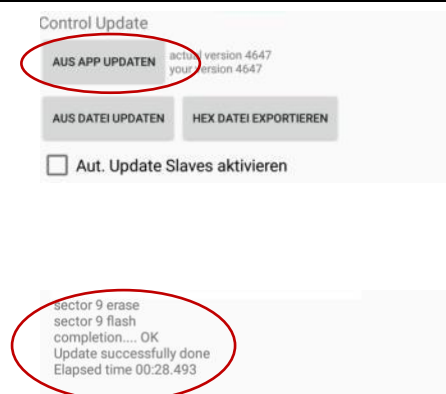 Control Update
AUS APP UPDATEN
actual version 4647
your version 4647
AUS DATEI UPDATEN HEX DATEI EXPORTIEREN
Aut. Update Slaves aktivieren
sector 9 erase
sector 9 flash
completion.... OK
Update successfully done
Elapsed time 00:28.493